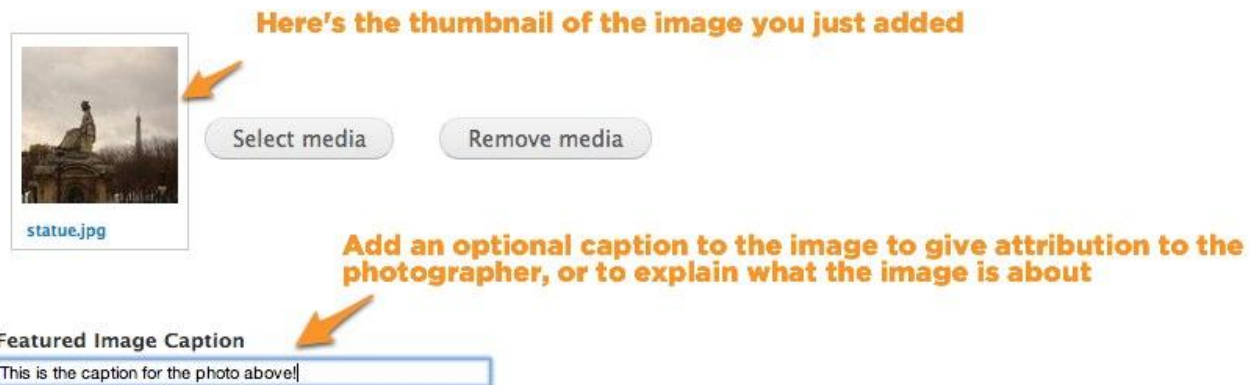 Here's the thumbnail of the image you just added
Select media
Remove media
statue.jpg
Add an optional caption to the image to give attribution to the
photographer, or to explain what the image is about
Featured Image Caption
This is the caption for the photo above!